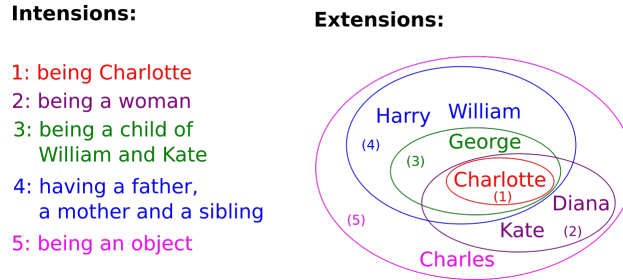 Intensions:
1: being Charlotte
2: being a woman
3: being a child of
William and Kate
4: having a father,
a mother and a sibling
5: being an object
Extensions:
Harry William
(4)
George
(3)
Charlotte
(1)
Diana
(5)
Kate (2)
Charles